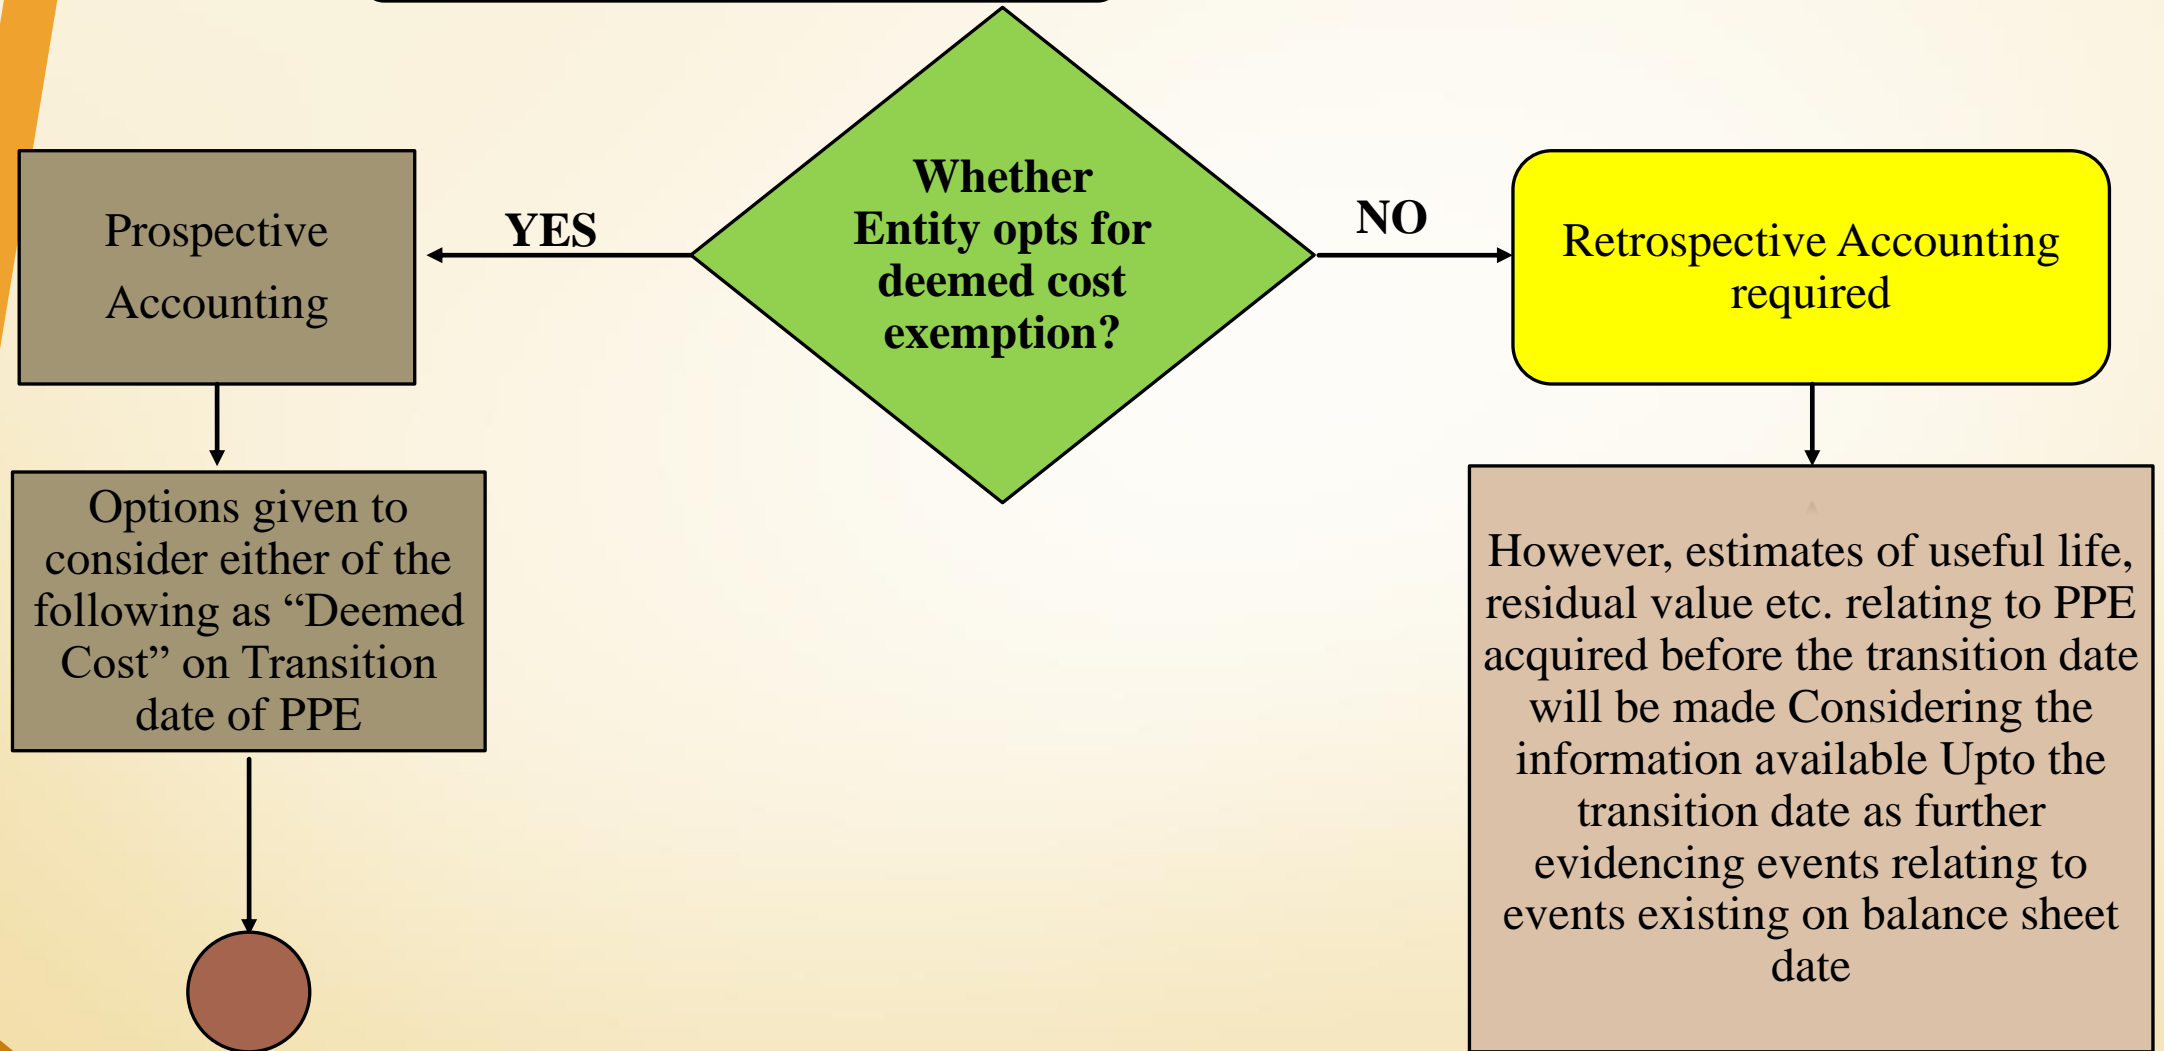 Whether
Entity opts for
deemed cost
exemption?
YES
NO
Prospective
Accounting
Options given to
consider either of the
following as “Deemed
Cost” on Transition
date of PPE
Retrospective Accounting
required
However, estimates of useful life,
residual value etc. relating to PPE
acquired before the transition date
will be made Considering the
information available Upto the
transition date as further
evidencing events relating to
events existing on balance sheet
date